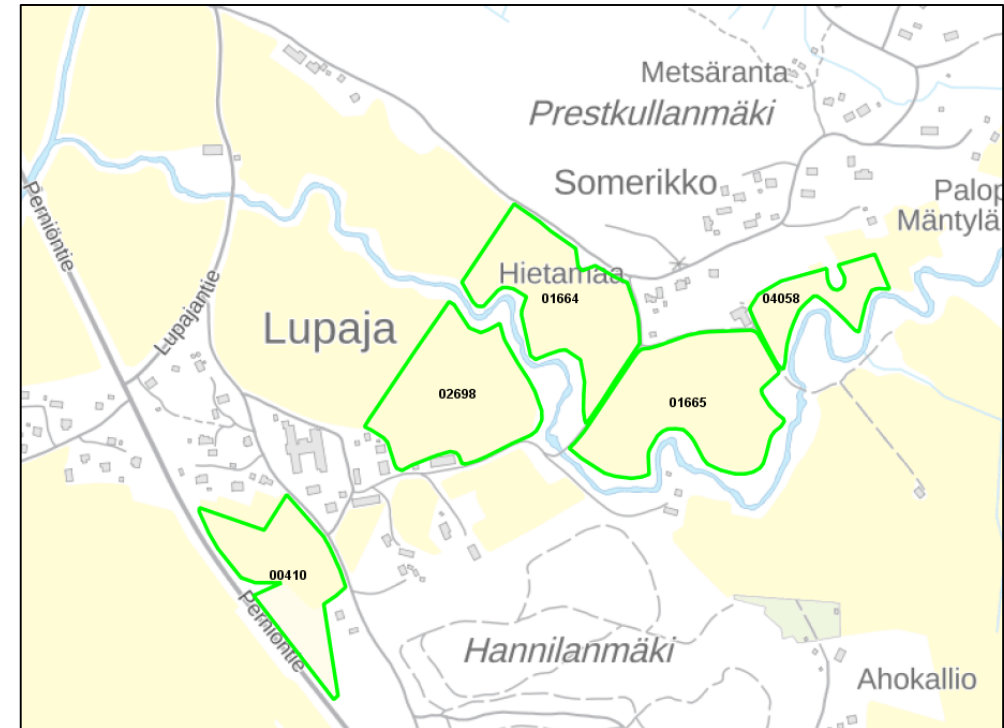 Metsäranta
Prestkullanmäki
Somerikko
Palop
Mäntylä
Perniöntie
Lupajantie
Hietamaa
01664
04058
Lupaja
02698
01665
00410
Perniöntie
Hannilanmäki
Ahokallio